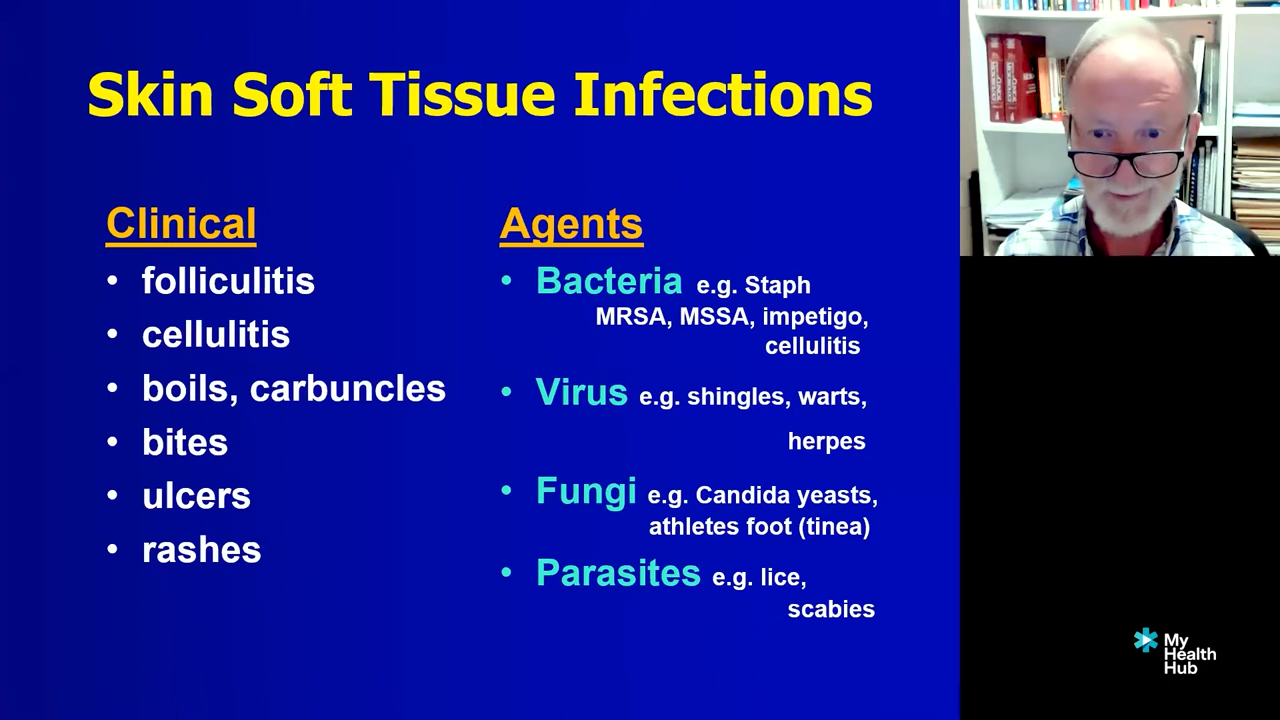 Skin Soft Tissue Infections
Clinical
• folliculitis
• cellulitis
• boils, carbuncles
• bites
• ulcers
• rashes
Agents
• Bacteria e.g. Staph
MRSA, MSSA, impetigo,
cellulitis
• Virus e.g. shingles, warts,
herpes
• Fungi e.g. Candida yeasts,
athletes foot (tinea)
• Parasites e.g. lice,
scabies
My
Health
Hub